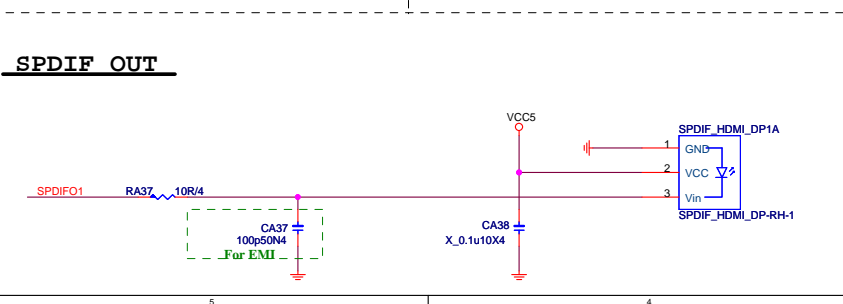 SPDIF OUT
VCC5
SPDIF_HDMI_DP1A
1
GND
2
VCC
SPDIFO1
RA37
10R/4
3
Vin
SPDIF_HDMI_DP-RH-1
CA37
100p50N4
For EMI
CA38
X_0.1u10X4
5
4